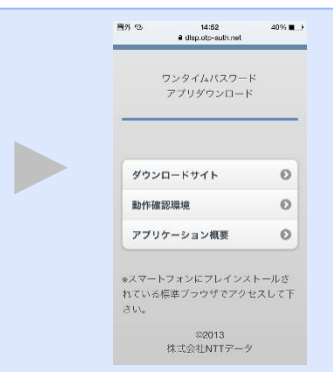 圏外 14:52 40%
disp.otp-auth.net
ワンタイムパスワード
アプリダウンロード
ダウンロードサイト
動作確認環境
アプリケーション概要
※スマートフォンにプレインストールさ
れている標準ブラウザでアクセスして下
さい。
©2013
株式会社NTTデータ